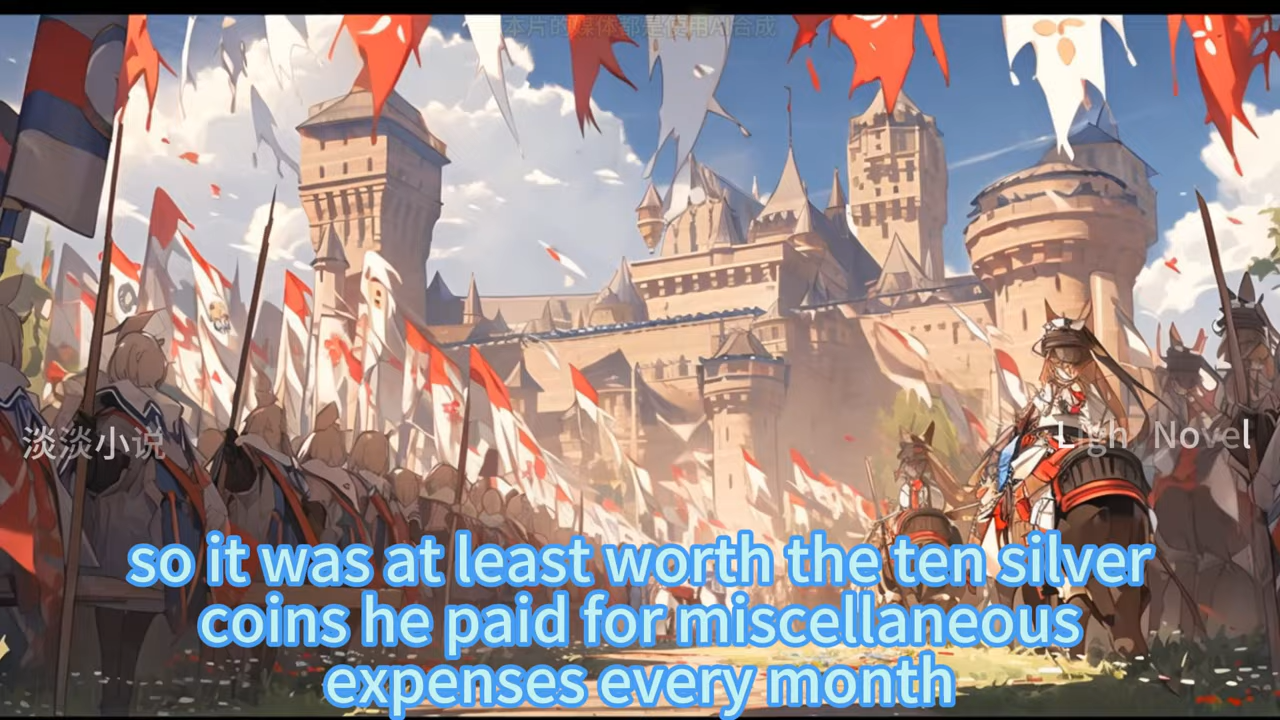 本片的媒体都是使用AI合成
淡淡小说
Ligh Novel
so it was at least worth the ten silver
coins he paid for miscellaneous
expenses every month